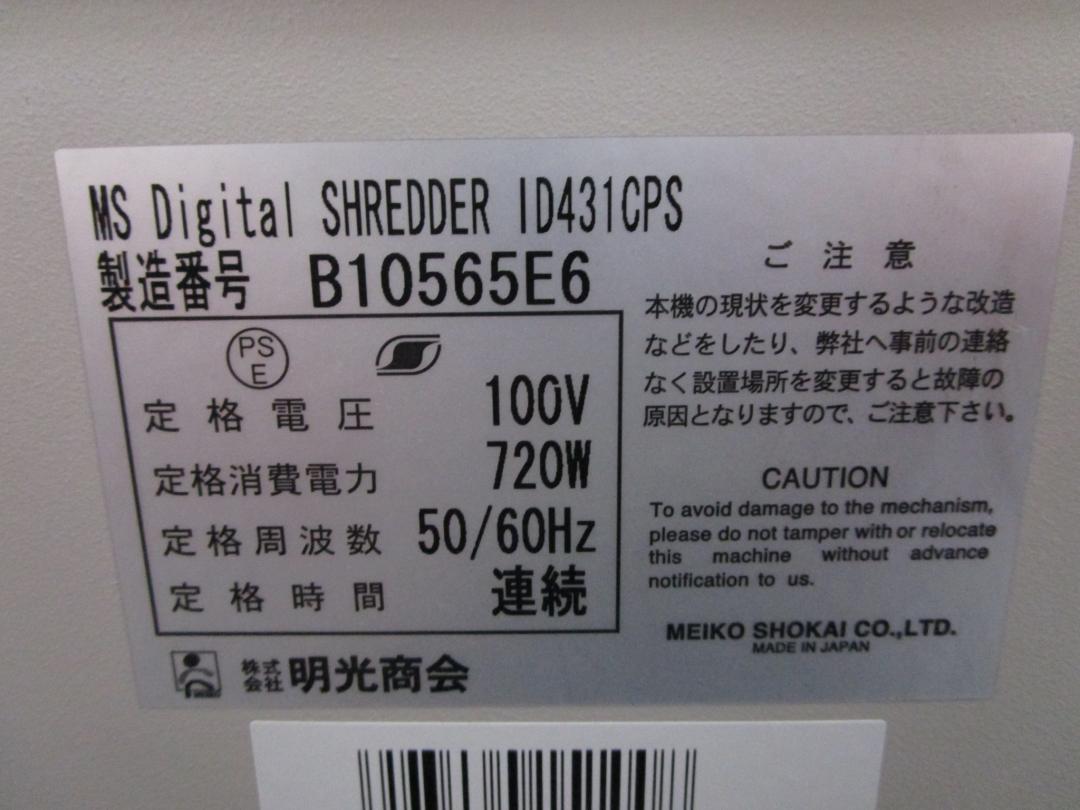 MS Digital SHREDDER ID431CPS
製造番号 B10565E6
PS
E
定格電圧 100V
定格消費電力 720W
定格周波数 50/60Hz
定格時間 連続
株式
会社 明光商会
ご注意
本機の現状を変更するような改造
などをしたり、弊社へ事前の連絡
なく設置場所を変更すると故障の
原因となりますので、ご注意下さい。
CAUTION
To avoid damage to the mechanism,
please do not tamper with or relocate
this machine without advance
notification to us.
MEIKO SHOKAI CO.,LTD.
MADE IN JAPAN